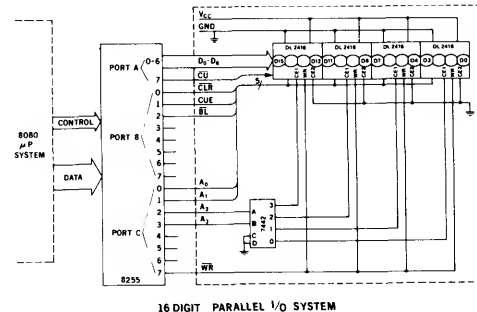 VCC
GND
DL 2416 DL 2416 DL 2416 DL 2416
D15 D12 D11 D8 D7 D4 D3 D0
CE1 WR CE2 CE1 WR CE2 CE1 WR CE2 CE1 WR CE2
PORT A
0-6
D0-D6
7
CU
0
CLR
5
1
CUE
PORT B
2
BL
3
4
5
6
7
8080
µP
SYSTEM
CONTROL
DATA
0
A0
1
A1
2
A2
3
A3
PORT C
4
5
6
7
WR
A
B
C
D
7442
3
2
1
0
8255
16 DIGIT PARALLEL I/O SYSTEM